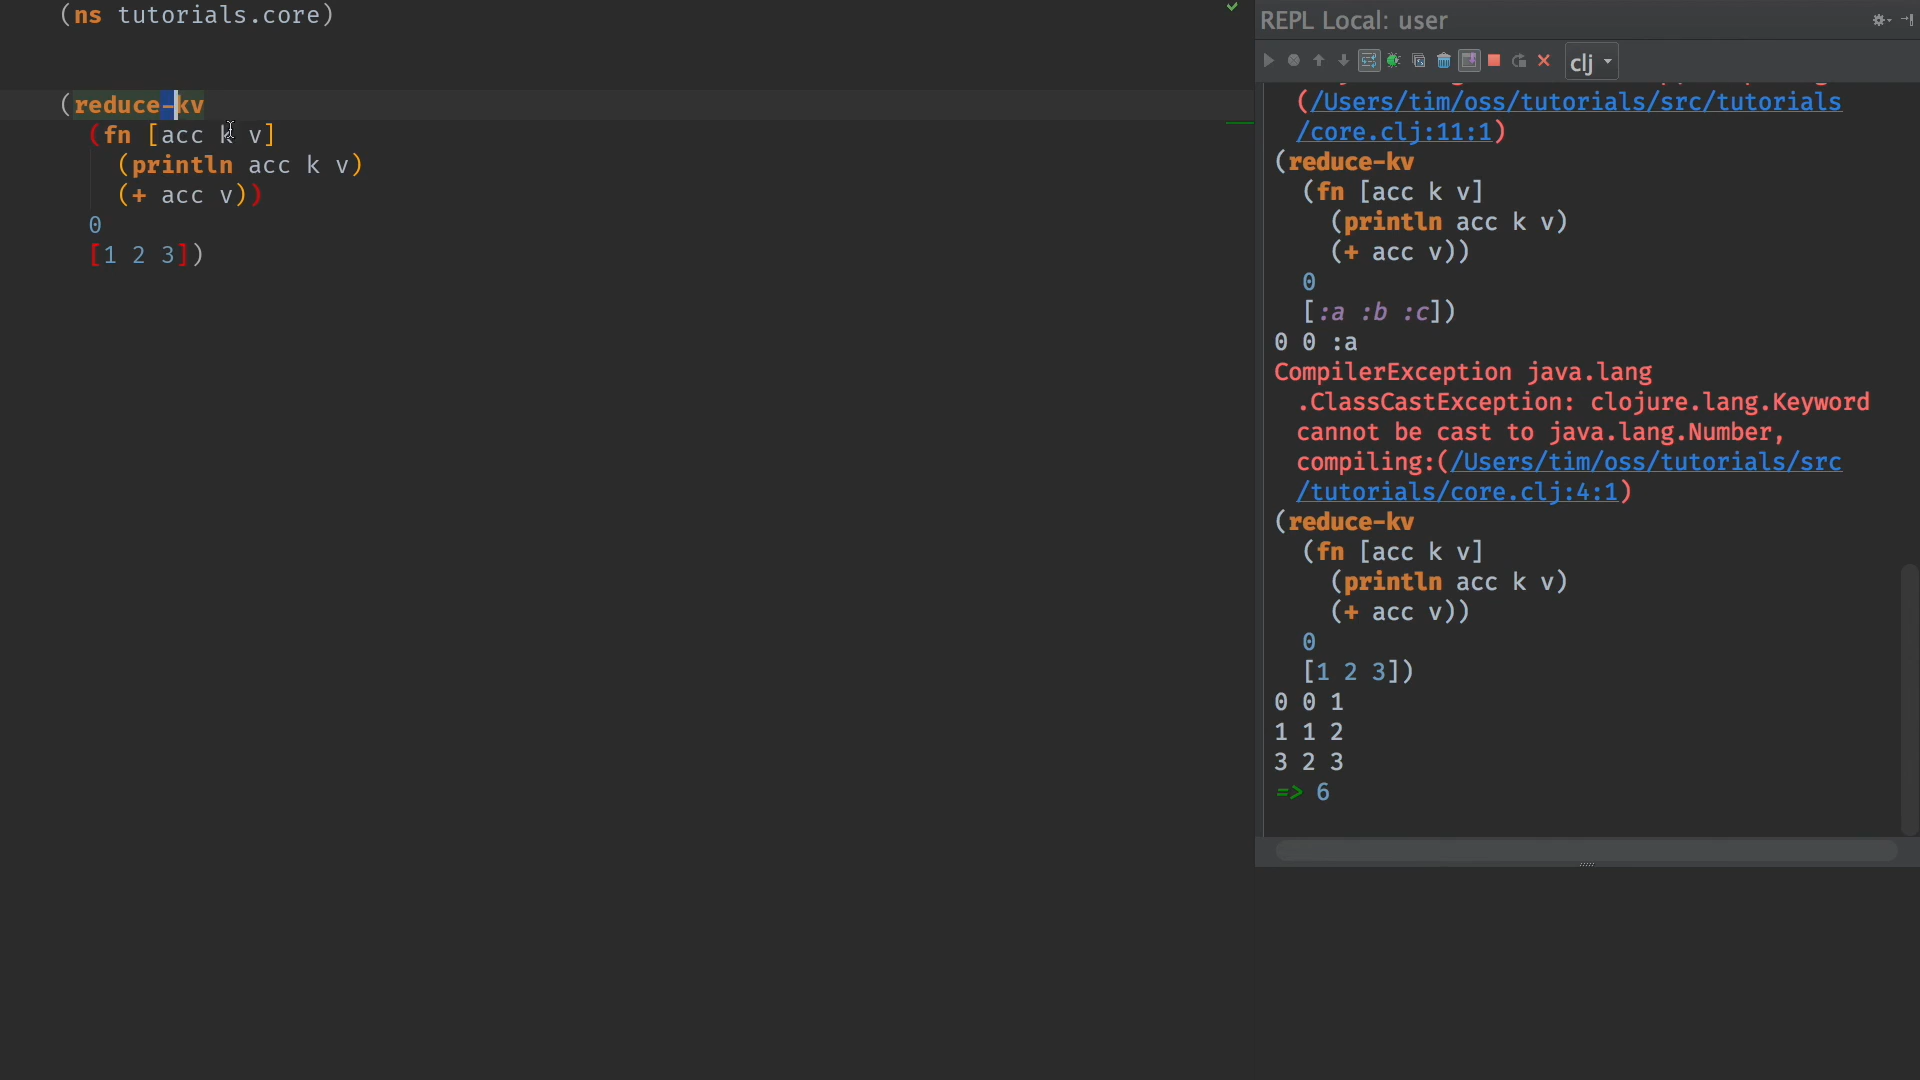 (ns tutorials.core)
(reduce-kv
(fn [acc k v]
(println acc k v)
(+ acc v))
0
[1 2 3])
REPL Local: user
clj
(/Users/tim/oss/tutorials/src/tutorials
/core.clj:11:1)
(reduce-kv
(fn [acc k v]
(println acc k v)
(+ acc v))
0
[:a :b :c])
0 0 :a
CompilerException java.lang
.ClassCastException: clojure.lang.Keyword
cannot be cast to java.lang.Number,
compiling:(/Users/tim/oss/tutorials/src
/tutorials/core.clj:4:1)
(reduce-kv
(fn [acc k v]
(println acc k v)
(+ acc v))
0
[1 2 3])
0 0 1
1 1 2
3 2 3
=> 6